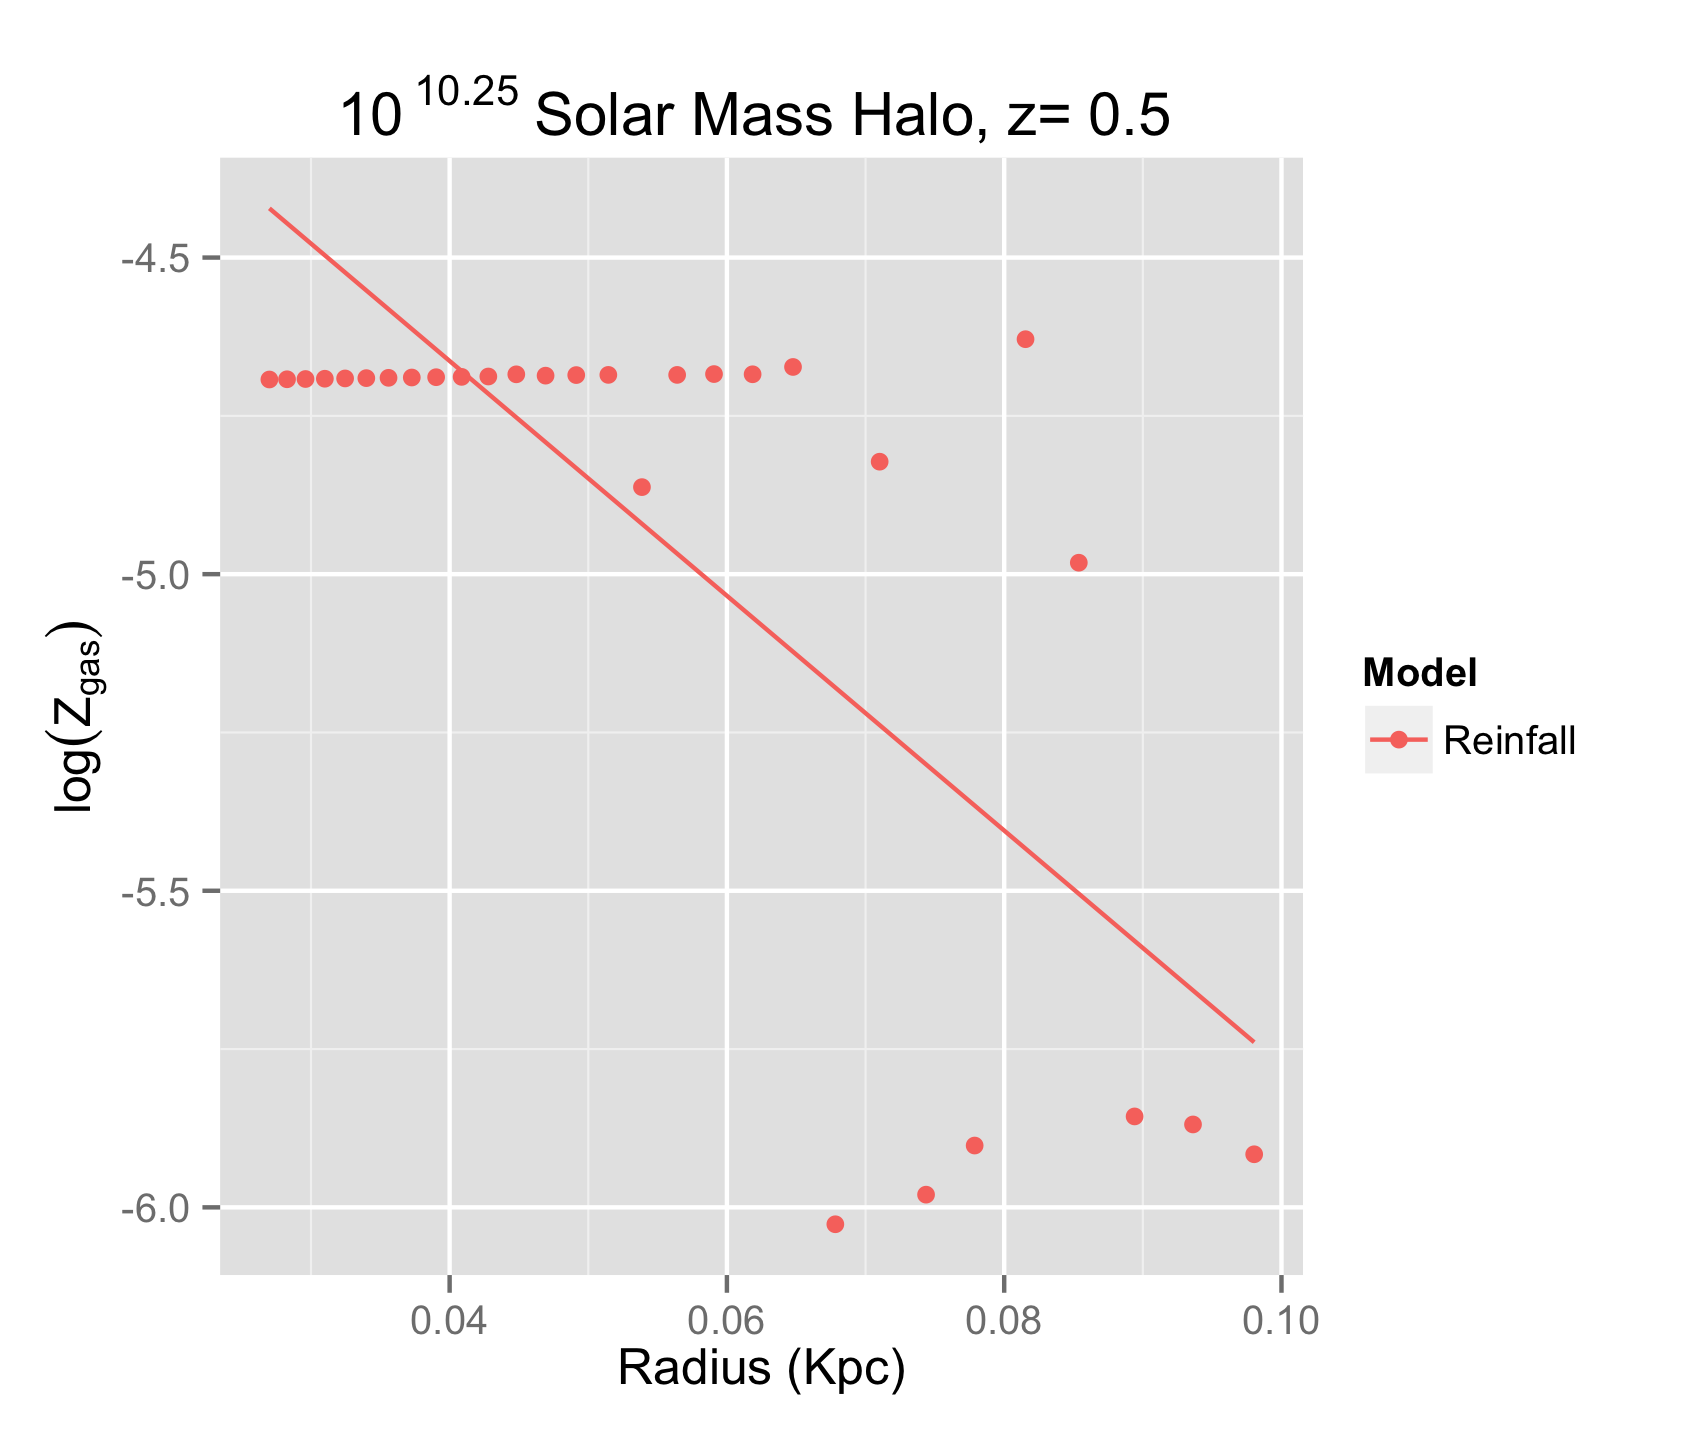 10^10.25 Solar Mass Halo, z= 0.5
-4.5
-5.0
-5.5
-6.0
log(Zgas)
0.04 0.06 0.08 0.10
Radius (Kpc)
Model
Reinfall